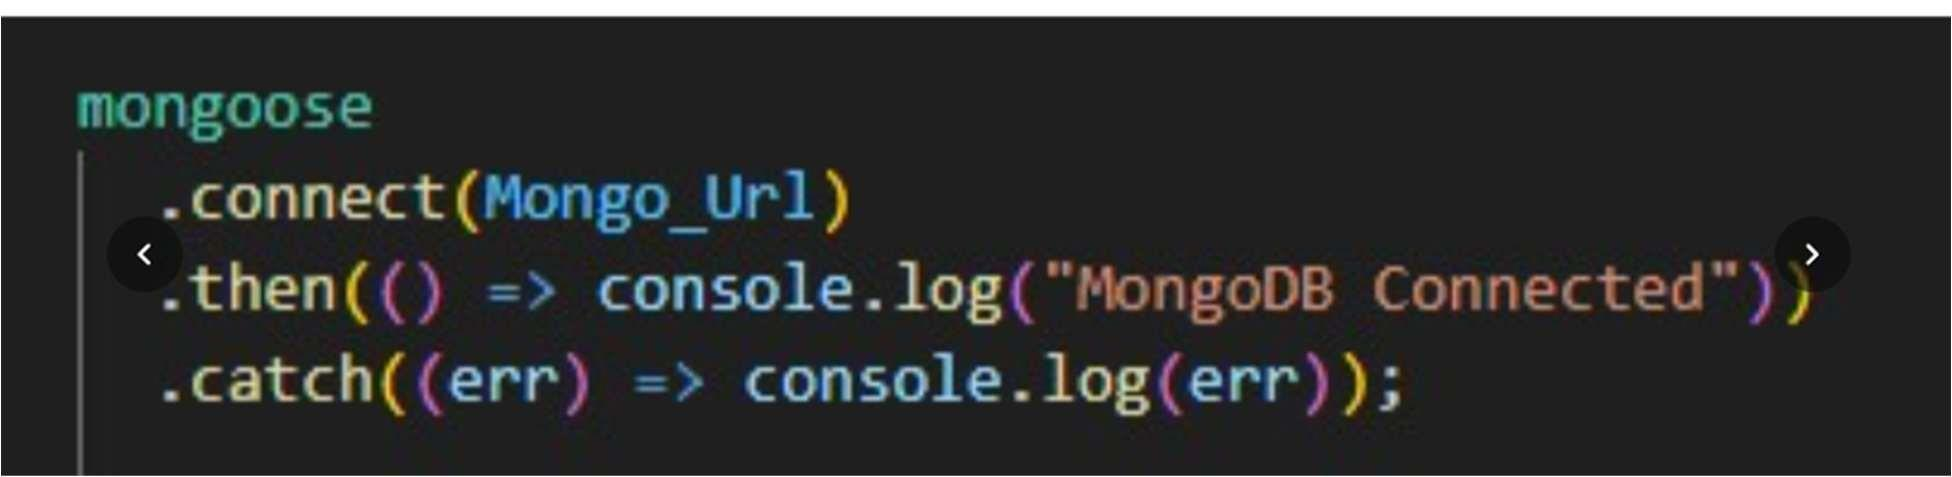 mongoose
.connect(Mongo_Url)
.then(() => console.log("MongoDB Connected"))
.catch((err) => console.log(err));